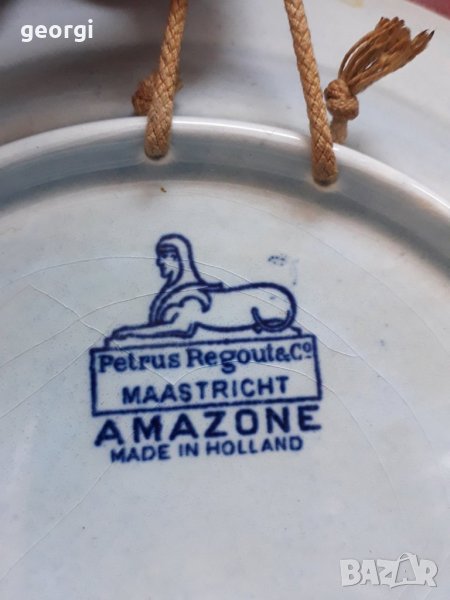 georgi
Petrus Regout & Cº
MAASTRICHT
AMAZONE
MADE IN HOLLAND
BAZAR